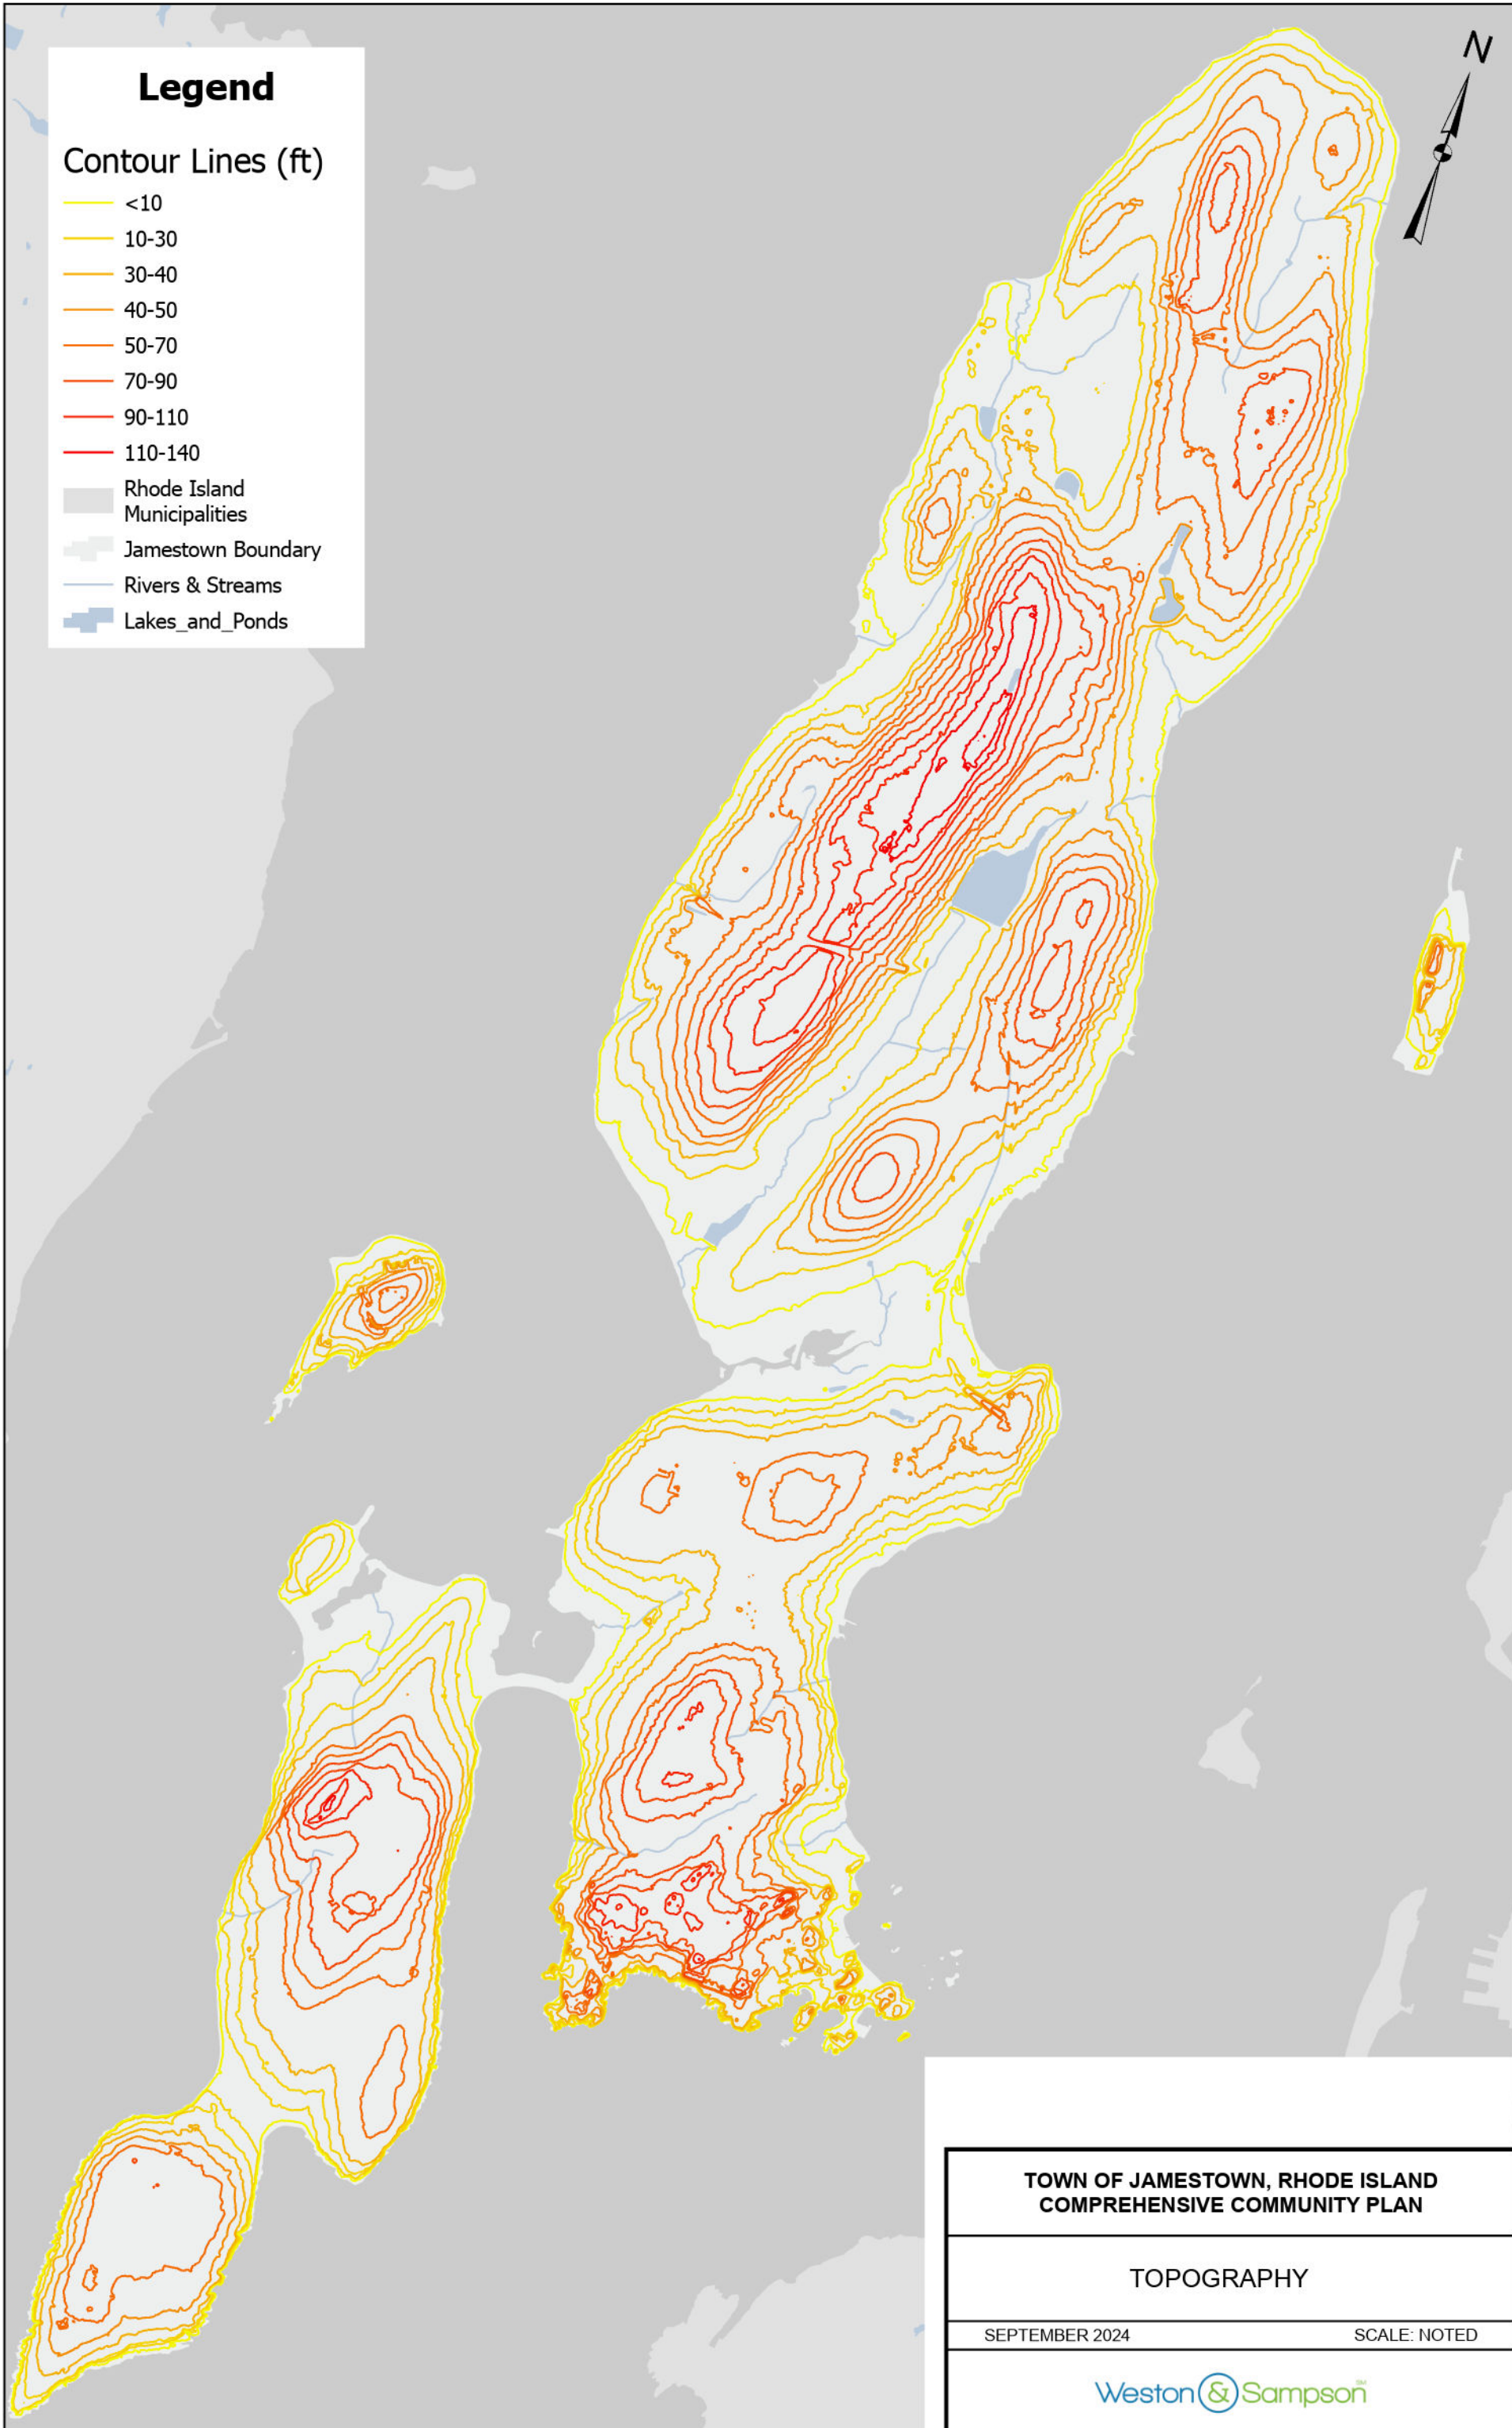 Legend
Contour Lines (ft)
<10
10-30
30-40
40-50
50-70
70-90
90-110
110-140
Rhode Island
Municipalities
Jamestown Boundary
Rivers & Streams
Lakes_and_Ponds
N
TOWN OF JAMESTOWN, RHODE ISLAND
COMPREHENSIVE COMMUNITY PLAN
TOPOGRAPHY
SEPTEMBER 2024 SCALE: NOTED
Weston & Sampson℠